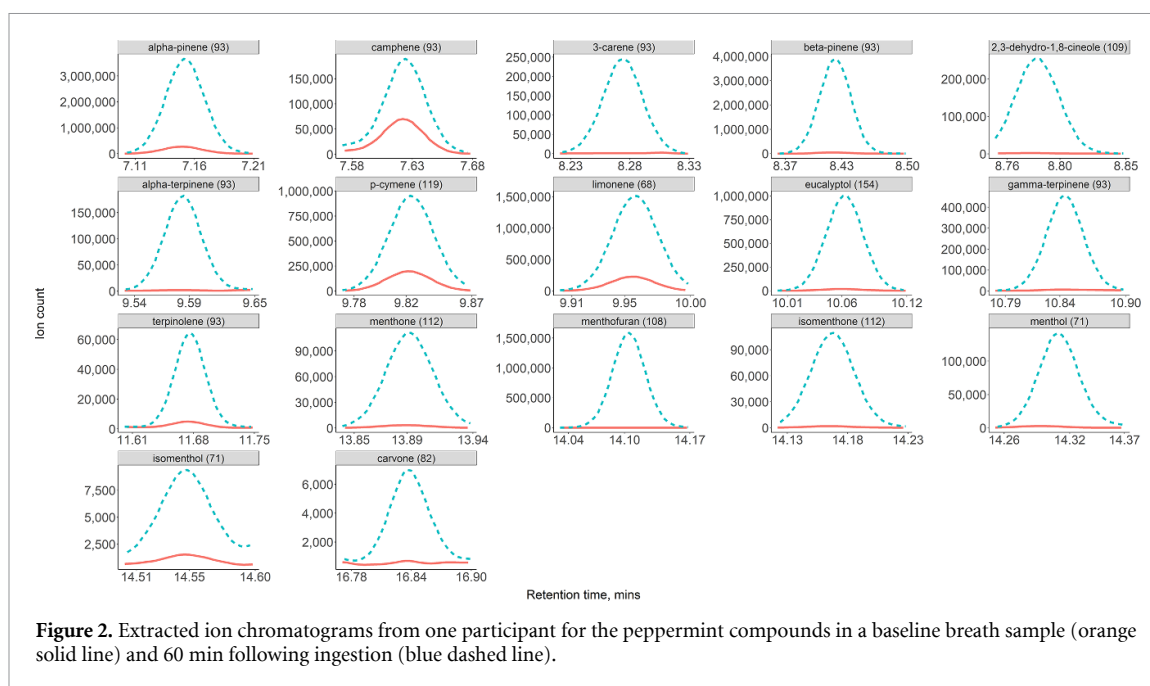 alpha-pinene (93)
3,000,000
2,000,000
1,000,000
0
7.11 7.16 7.21
camphene (93)
150,000
100,000
50,000
0
7.58 7.63 7.68
3-carene (93)
250,000
200,000
150,000
100,000
50,000
0
8.23 8.28 8.33
beta-pinene (93)
4,000,000
3,000,000
2,000,000
1,000,000
0
8.37 8.43 8.50
2,3-dehydro-1,8-cineole (109)
200,000
100,000
0
8.76 8.80 8.85
alpha-terpinene (93)
150,000
100,000
50,000
0
9.54 9.59 9.65
p-cymene (119)
1,000,000
750,000
500,000
250,000
0
9.78 9.82 9.87
limonene (68)
1,500,000
1,000,000
500,000
0
9.91 9.95 10.00
eucalyptol (154)
1,000,000
750,000
500,000
250,000
0
10.01 10.06 10.12
gamma-terpinene (93)
400,000
300,000
200,000
100,000
0
10.79 10.84 10.90
Ion count
terpinolene (93)
60,000
40,000
20,000
0
11.61 11.68 11.75
menthone (112)
90,000
60,000
30,000
0
13.85 13.89 13.94
menthofuran (108)
1,500,000
1,000,000
500,000
0
14.04 14.10 14.17
isomenthone (112)
90,000
60,000
30,000
0
14.13 14.18 14.23
menthol (71)
100,000
50,000
0
14.26 14.32 14.37
isomenthol (71)
7,500
5,000
2,500
14.51 14.55 14.60
carvone (82)
6,000
4,000
2,000
16.78 16.84 16.90
Retention time, mins
Figure 2. Extracted ion chromatograms from one participant for the peppermint compounds in a baseline breath sample (orange
solid line) and 60 min following ingestion (blue dashed line).